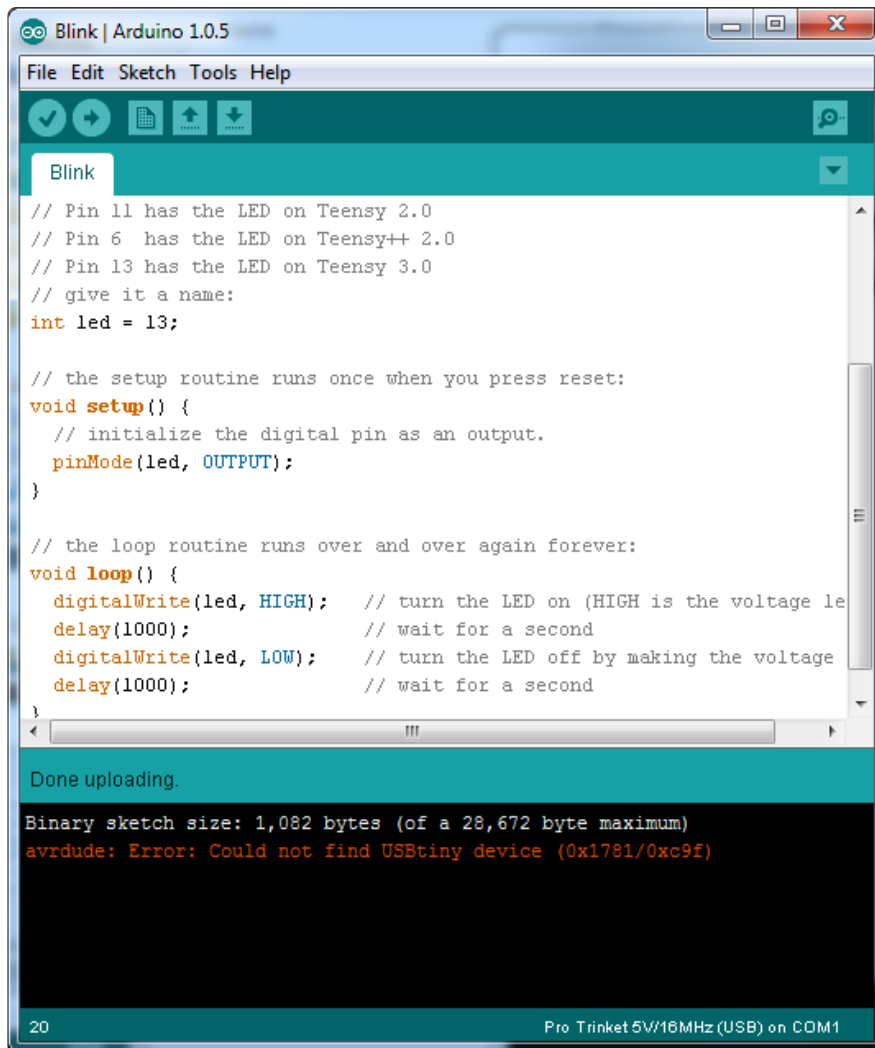 Blink | Arduino 1.0.5
File Edit Sketch Tools Help
Blink
// Pin 11 has the LED on Teensy 2.0
// Pin 6  has the LED on Teensy++ 2.0
// Pin 13 has the LED on Teensy 3.0
// give it a name:
int led = 13;
// the setup routine runs once when you press reset:
void setup() {
  // initialize the digital pin as an output.
  pinMode(led, OUTPUT);
}
// the loop routine runs over and over again forever:
void loop() {
  digitalWrite(led, HIGH);   // turn the LED on (HIGH is the voltage le
  delay(1000);               // wait for a second
  digitalWrite(led, LOW);    // turn the LED off by making the voltage
  delay(1000);               // wait for a second
}
Done uploading.
Binary sketch size: 1,082 bytes (of a 28,672 byte maximum)
avrdude: Error: Could not find USBtiny device (0x1781/0xc9f)
20 Pro Trinket 5V/16MHz (USB) on COM1